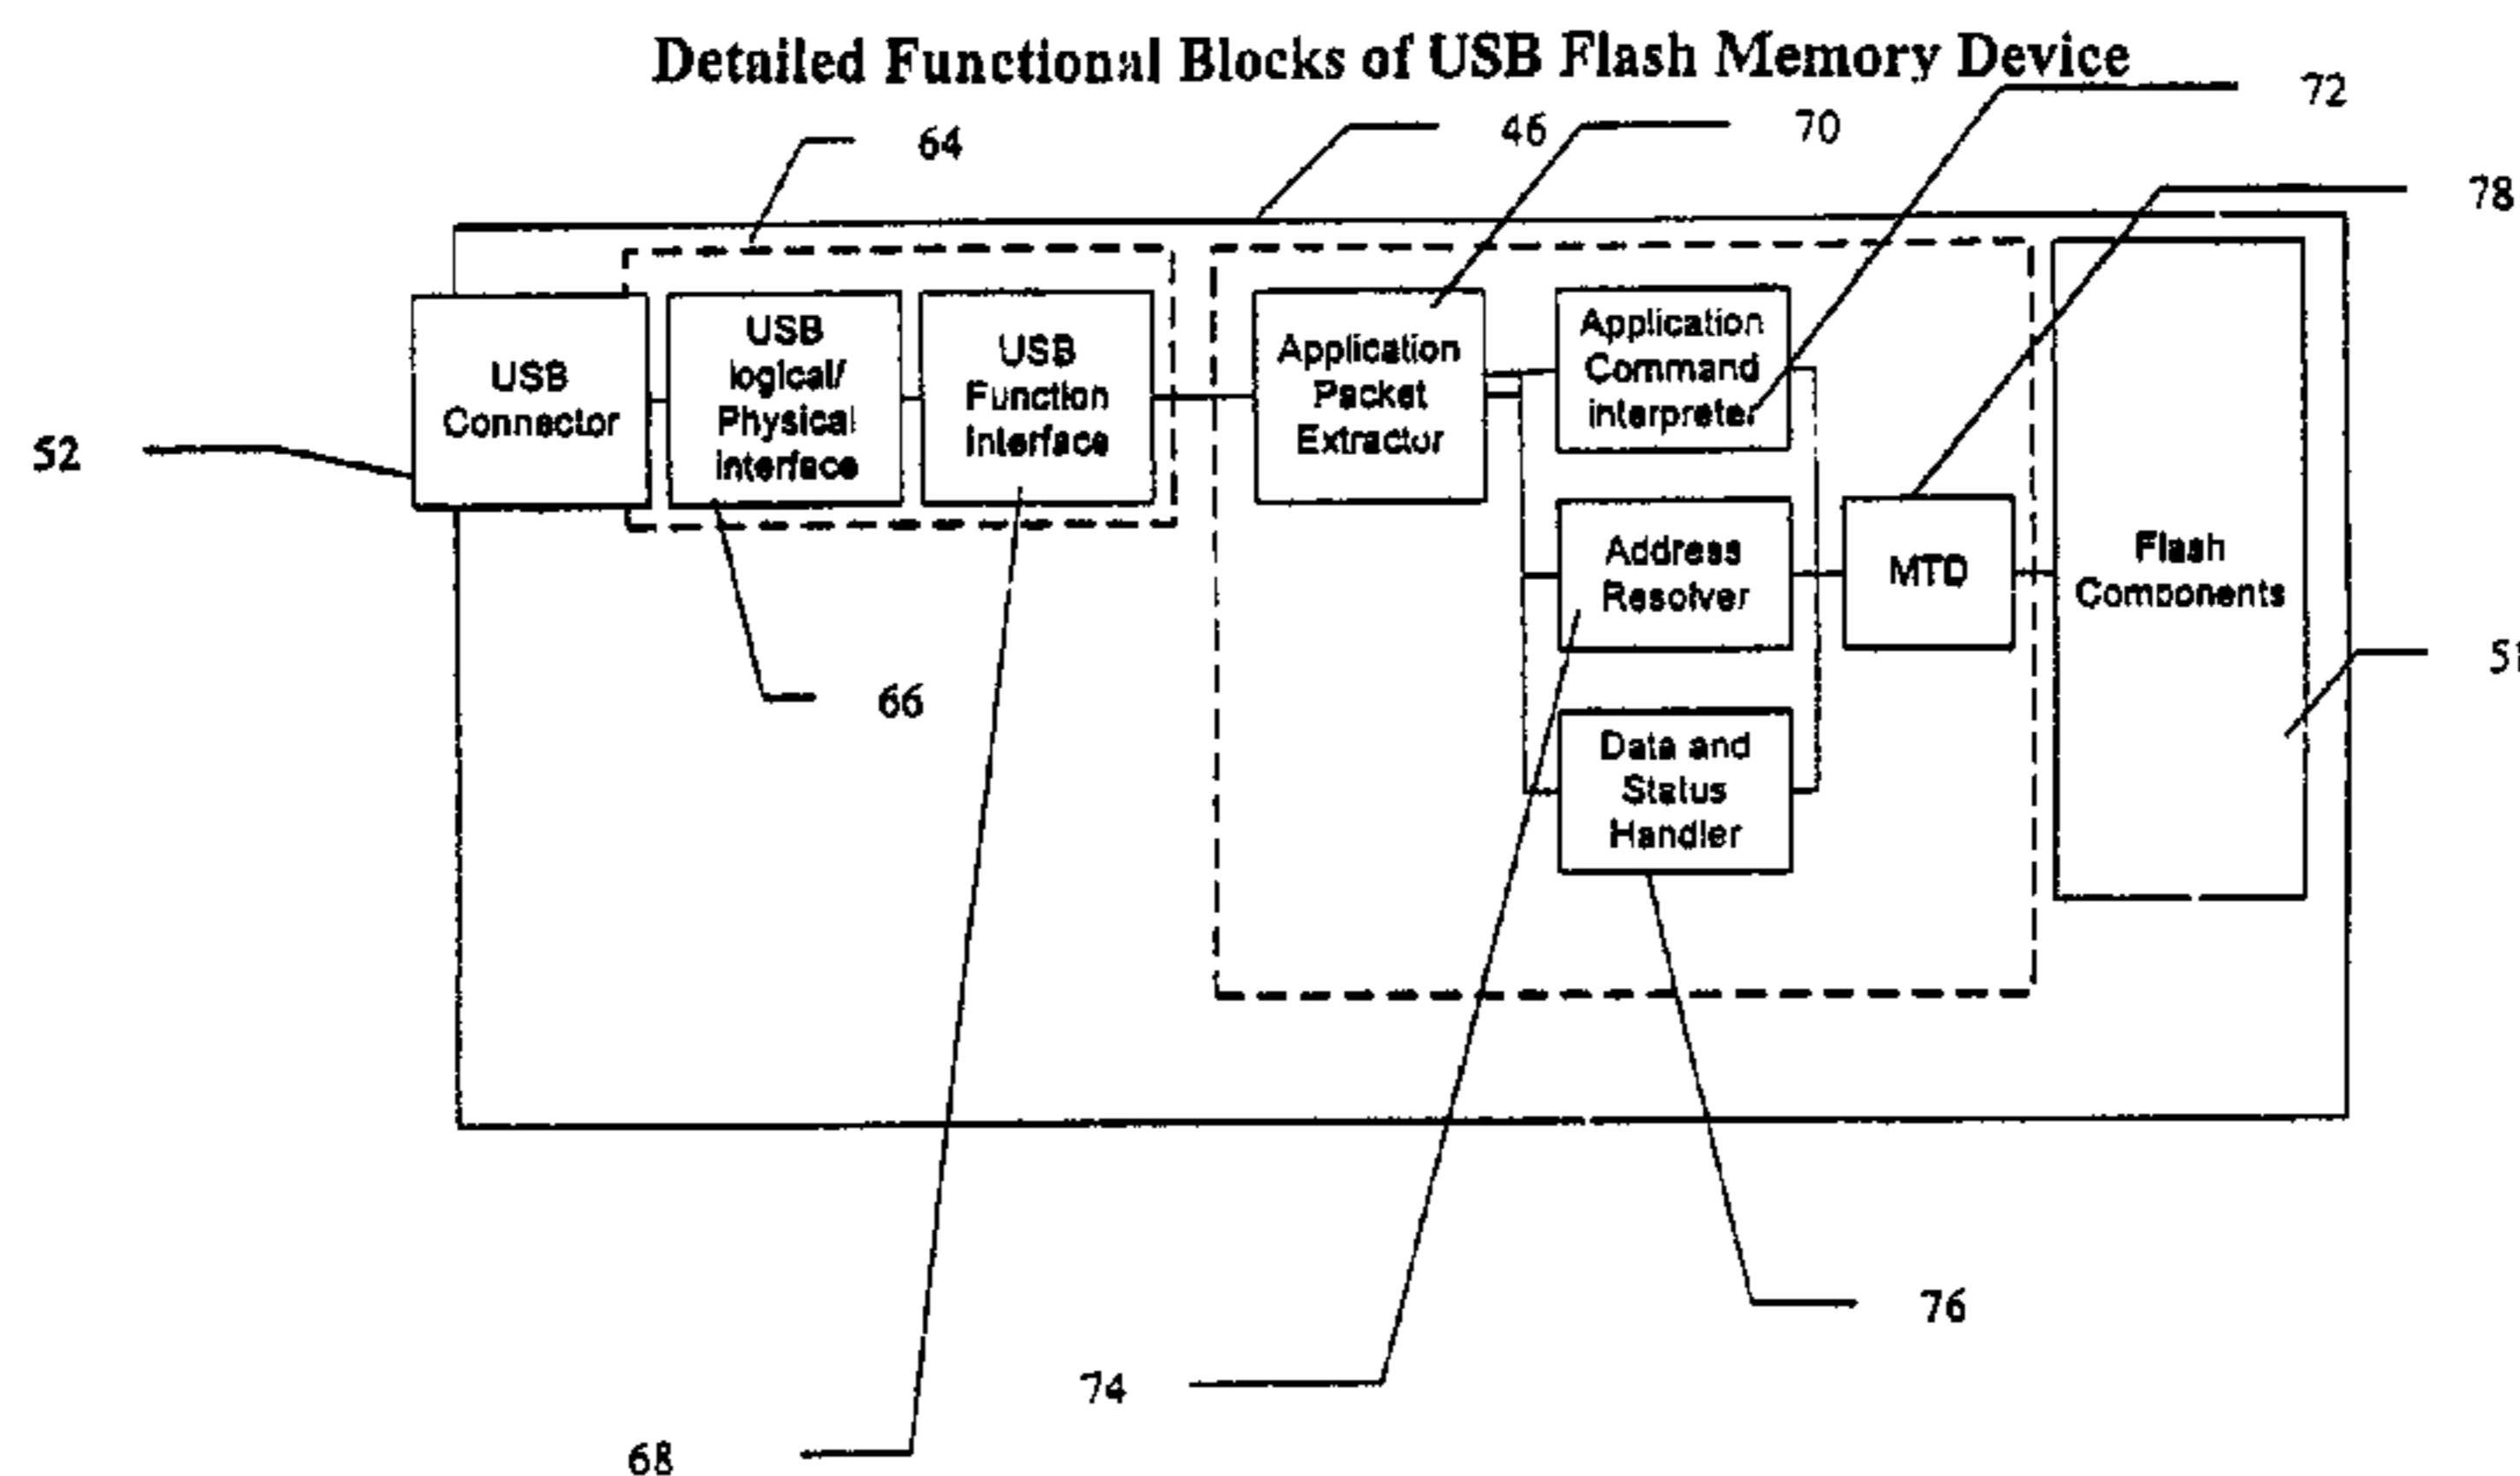 Detailed Functional Blocks of USB Flash Memory Device
72
64
46
70
78
USB
Connector
USB
logical/
Physical
interface
USB
Function
Interface
Application
Packet
Extractor
Application
Command
interpreter
Address
Resolver
Data and
Status
Handler
MTD
Flash
Components
52
51
66
76
74
68